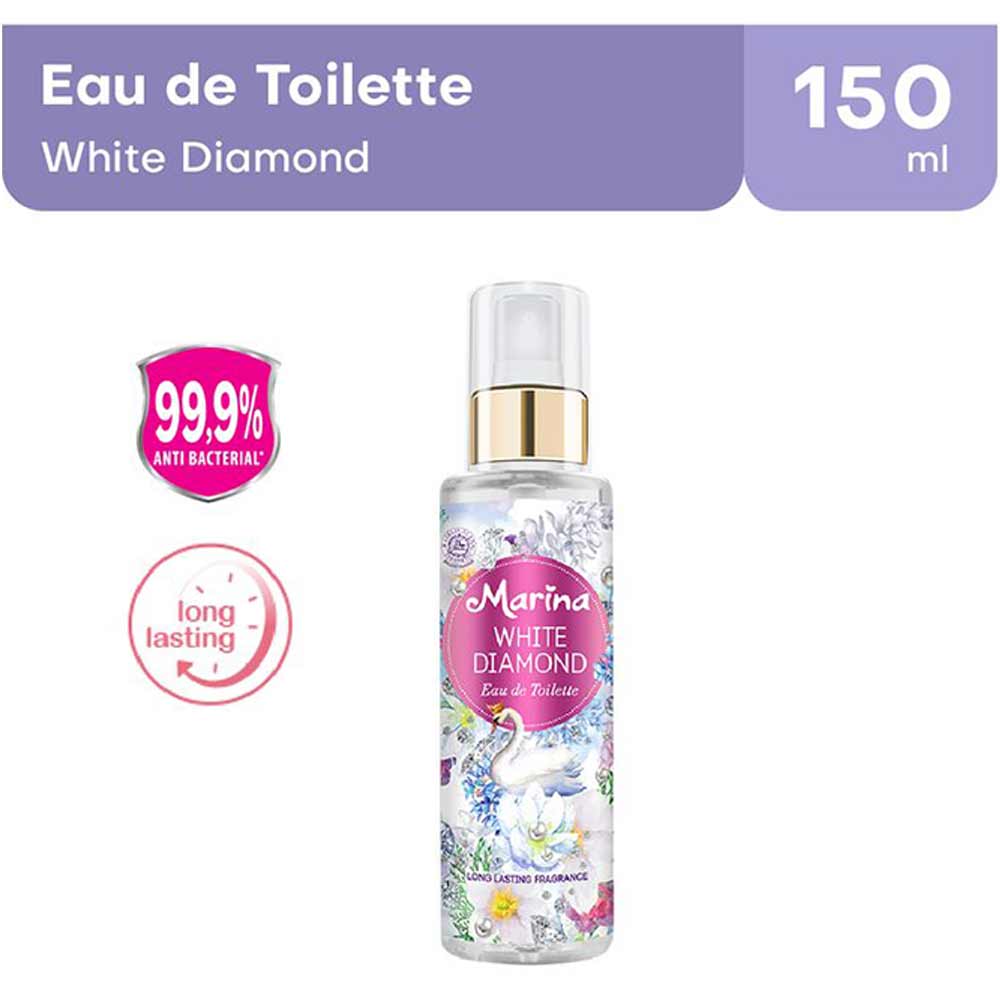 Eau de Toilette
White Diamond
150
ml
99,9%
ANTI BACTERIAL*
long
lasting
Marina
WHITE
DIAMOND
Eau de Toilette
LONG LASTING FRAGRANCE